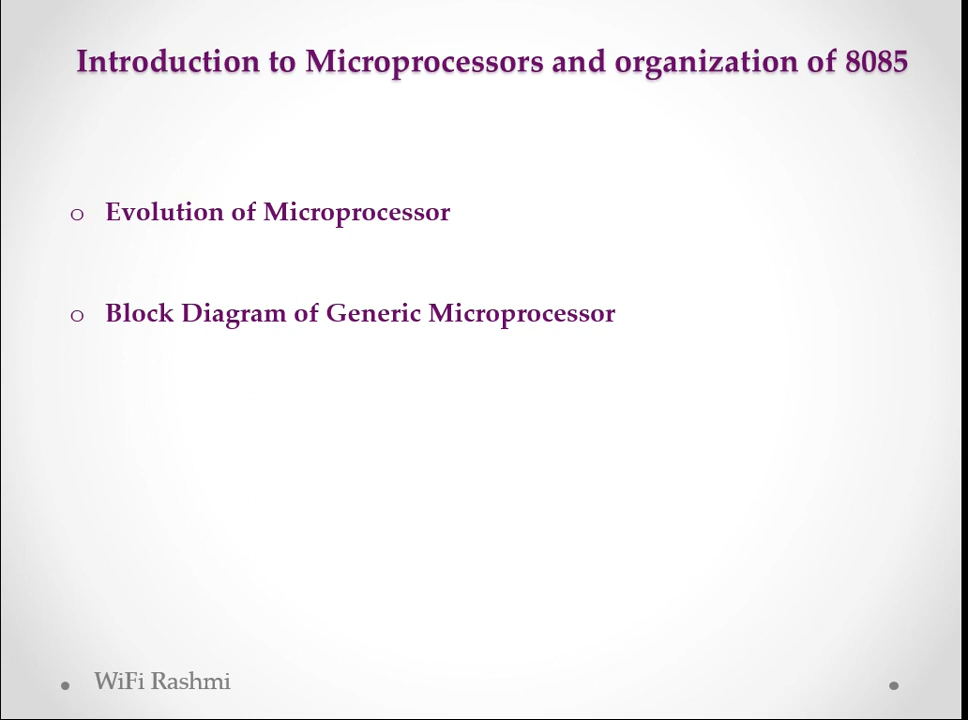 Introduction to Microprocessors and organization of 8085
o Evolution of Microprocessor
o Block Diagram of Generic Microprocessor
• WiFi Rashmi •